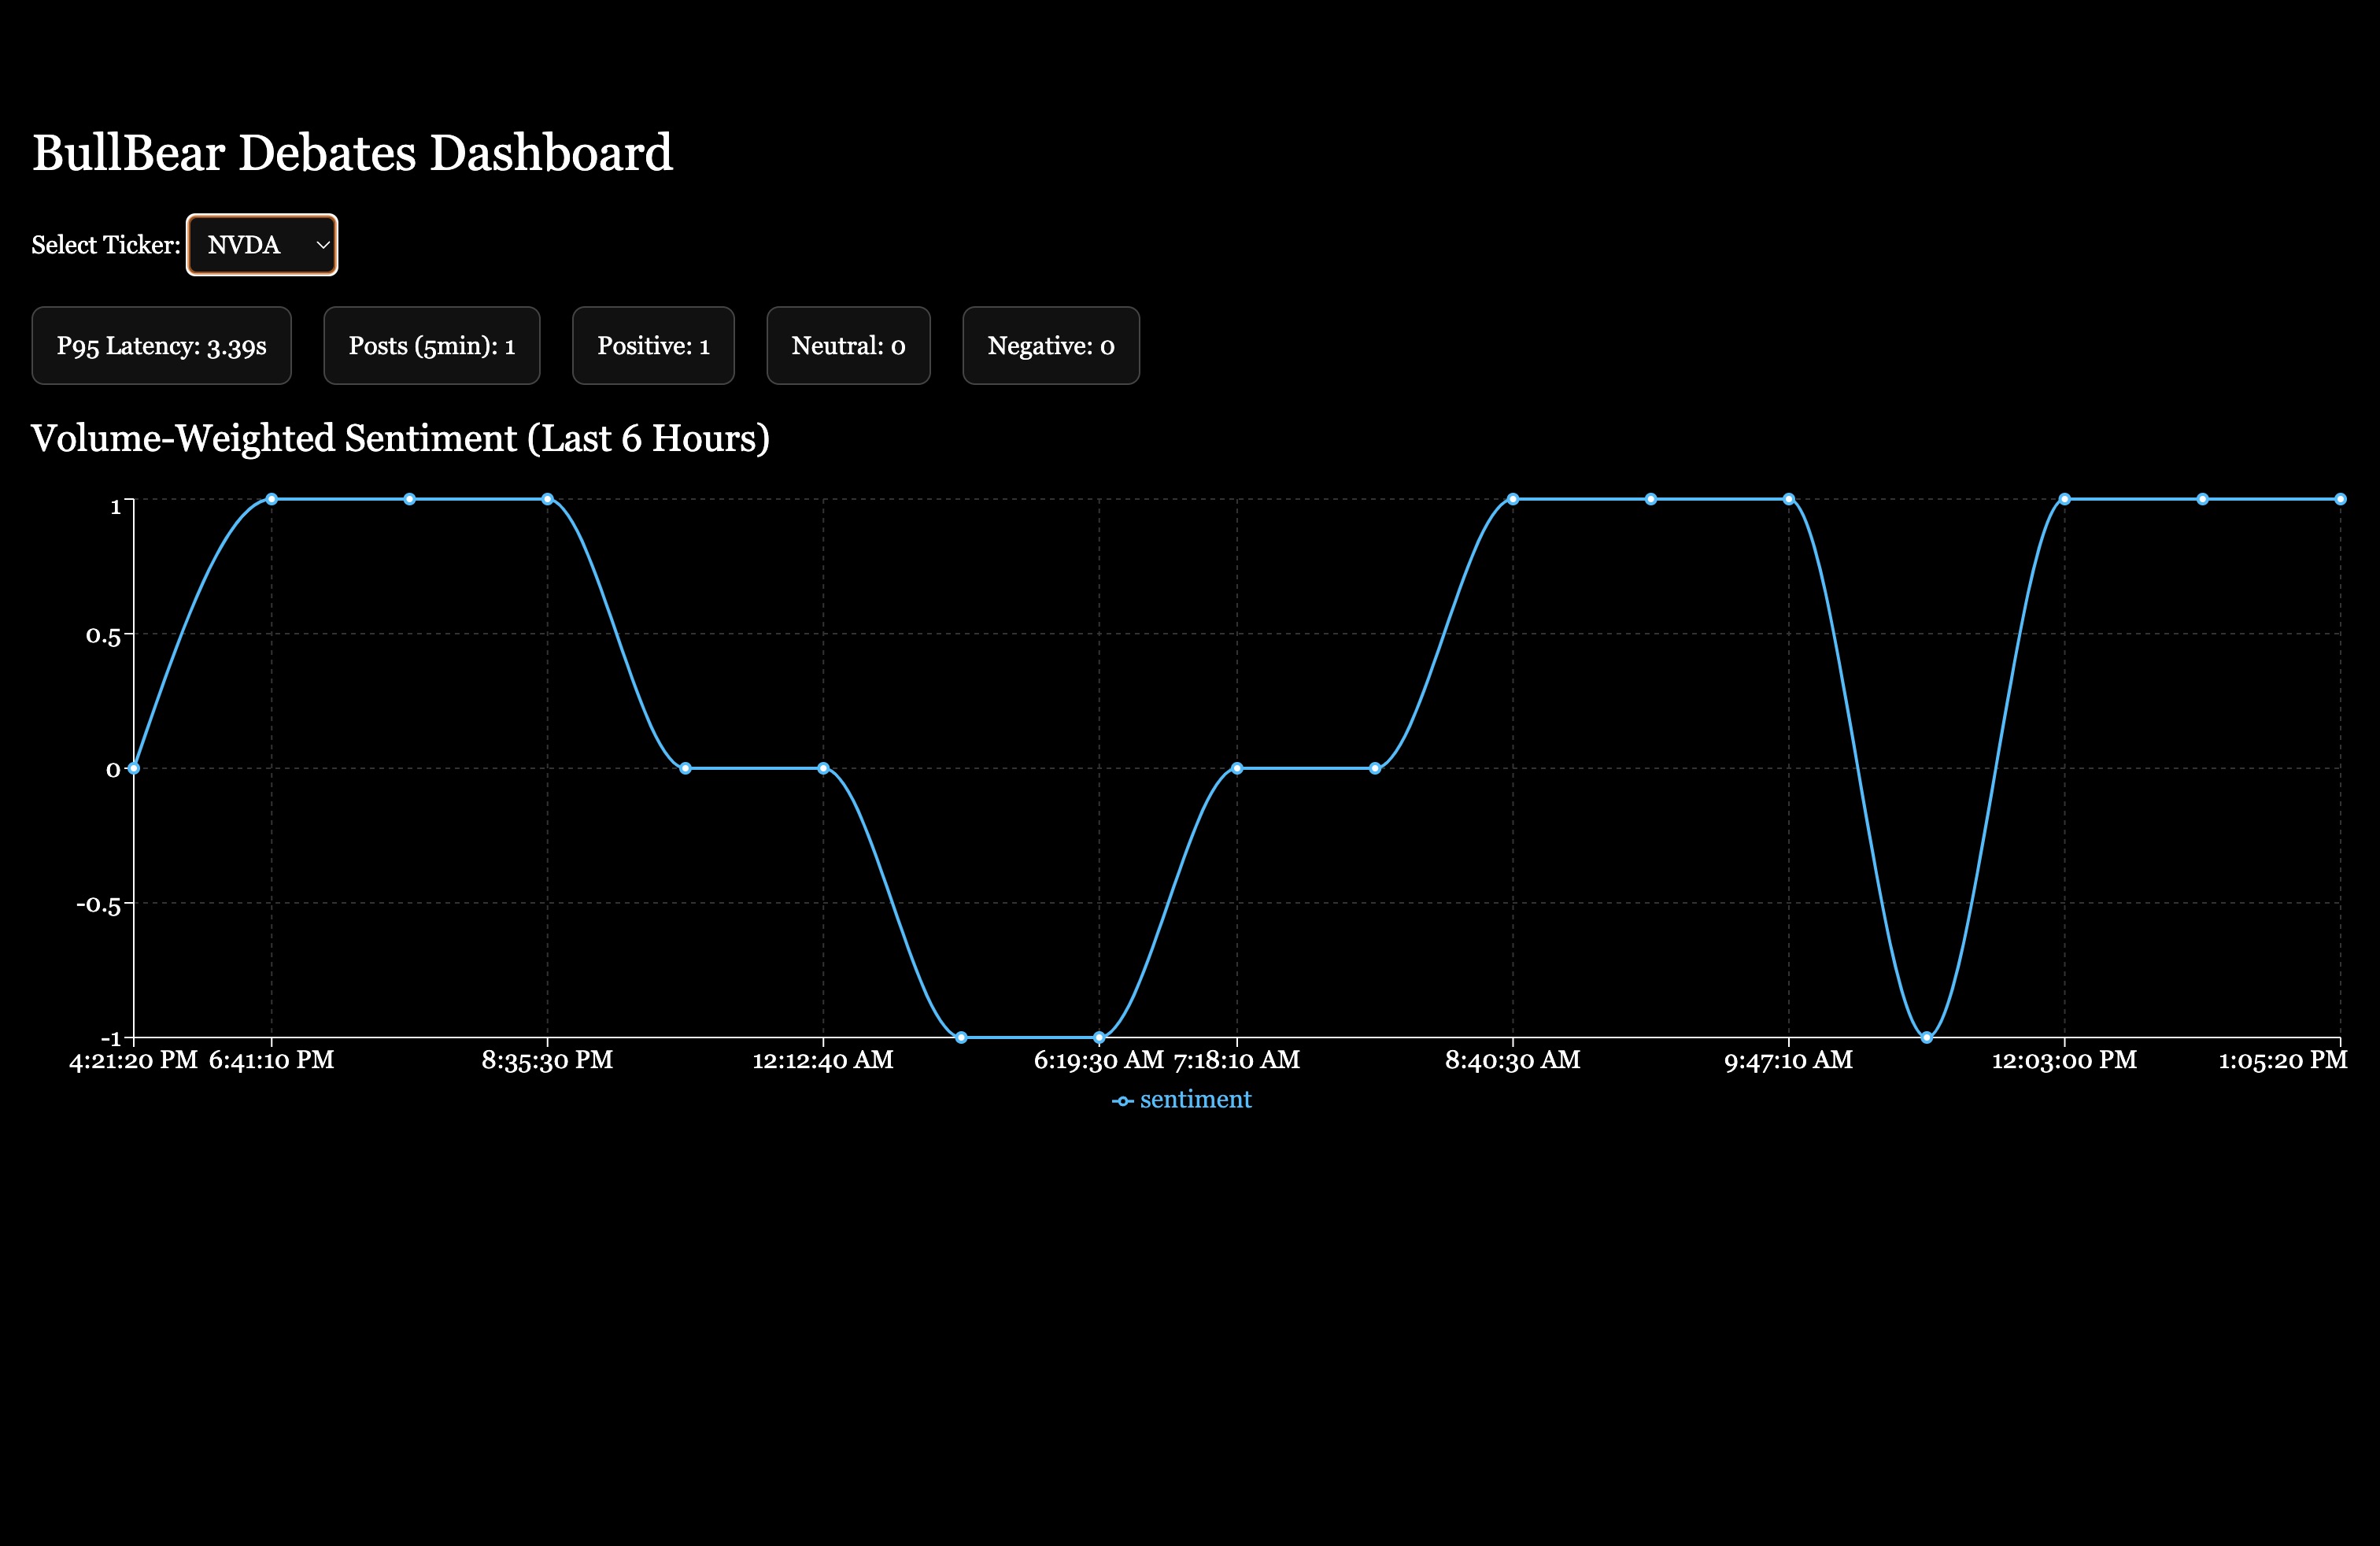 BullBear Debates Dashboard
Select Ticker: NVDA
P95 Latency: 3.39s Posts (5min): 1 Positive: 1 Neutral: 0 Negative: 0
Volume-Weighted Sentiment (Last 6 Hours)
1
0.5
0
-0.5
-1
4:21:20 PM 6:41:10 PM 8:35:30 PM 12:12:40 AM 6:19:30 AM 7:18:10 AM 8:40:30 AM 9:47:10 AM 12:03:00 PM 1:05:20 PM
sentiment